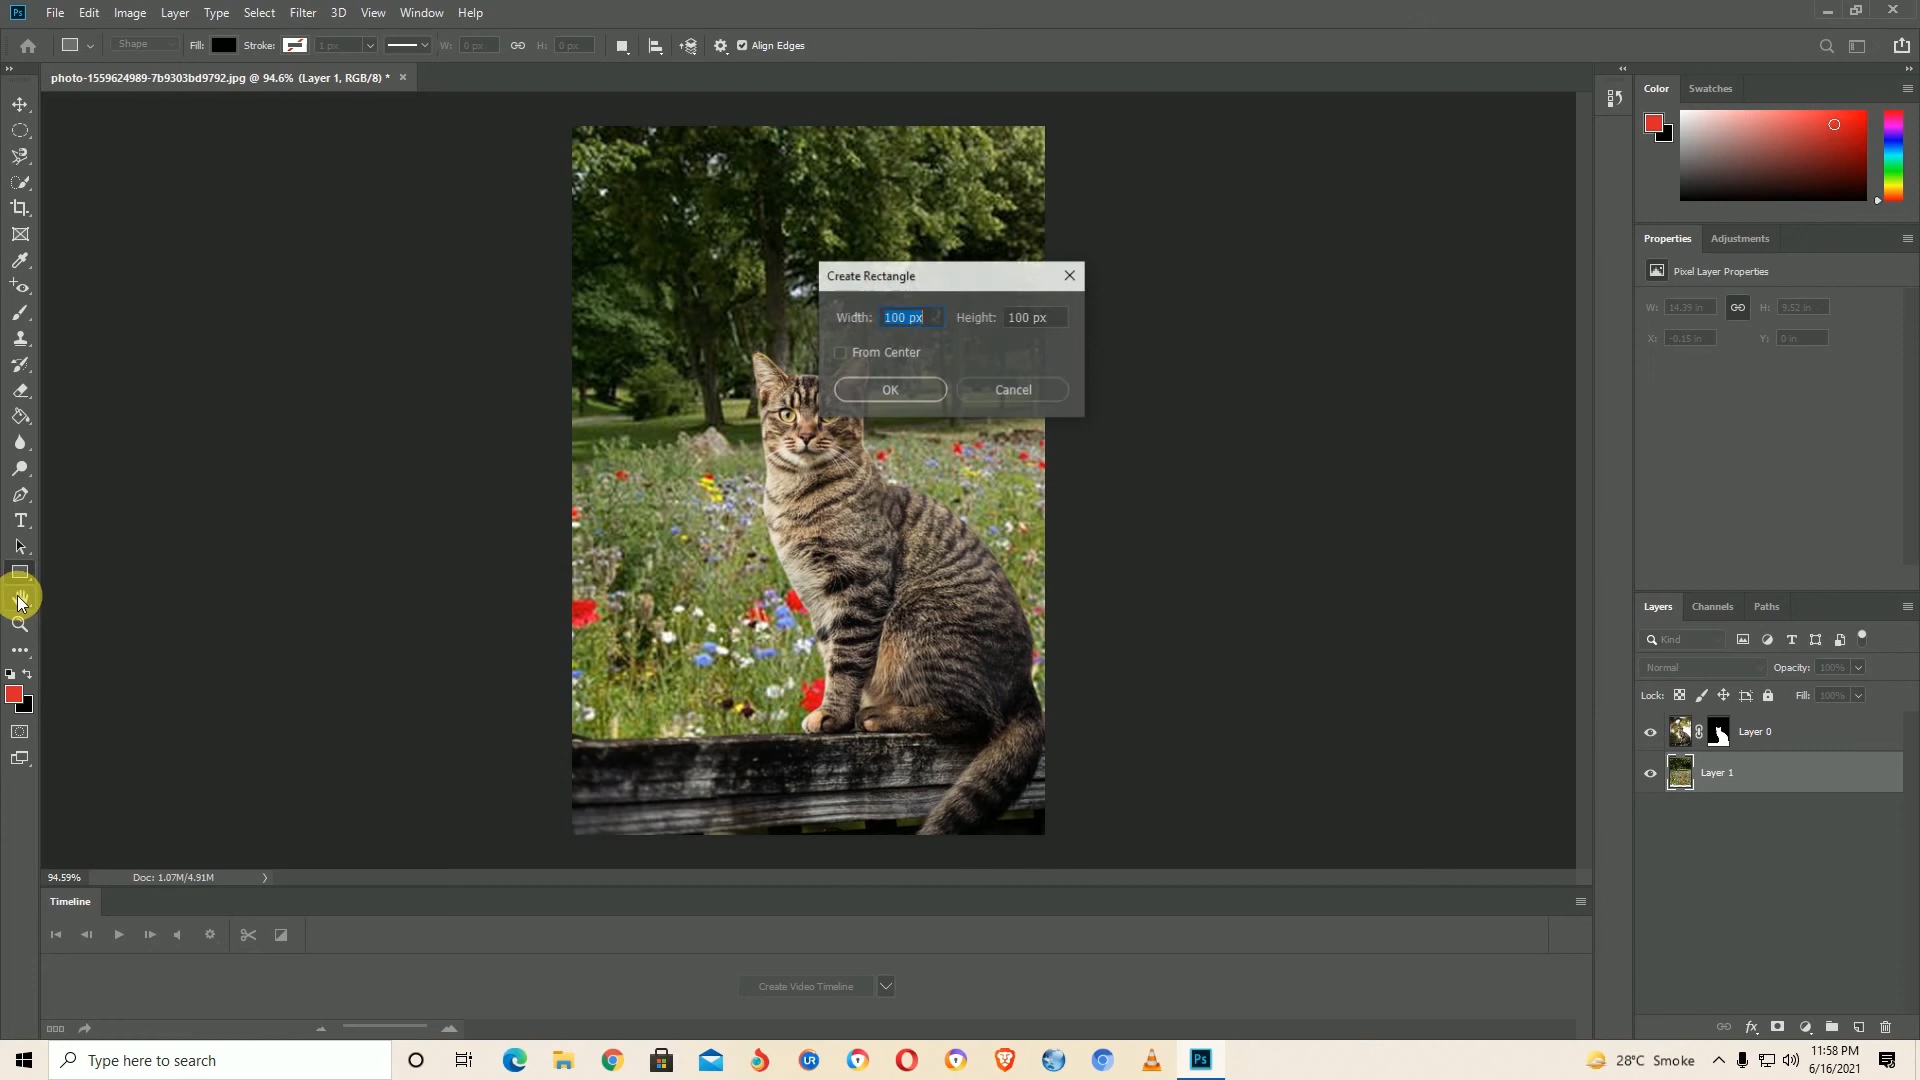 Ps File Edit Image Layer Type Select Filter 3D View Window Help
Shape Fill: Stroke: 1 px W: 0 px H: 0 px Align Edges
photo-1559624989-7b9303bd9792.jpg @ 94.6% (Layer 1, RGB/8) * ×
Color Swatches
Properties Adjustments
Pixel Layer Properties
W: 14.39 in H: 9.52 in
X: -0.15 in Y: 0 in
Create Rectangle
Width: 100 px Height: 100 px
From Center
OK Cancel
T
Layers Channels Paths
Kind T
Normal Opacity: 100%
Lock: Fill: 100%
Layer 0
Layer 1
fx
94.59% Doc: 1.07M/4.91M
Timeline
Create Video Timeline
Type here to search
UR
Ps
28°C Smoke
11:58 PM
6/16/2021